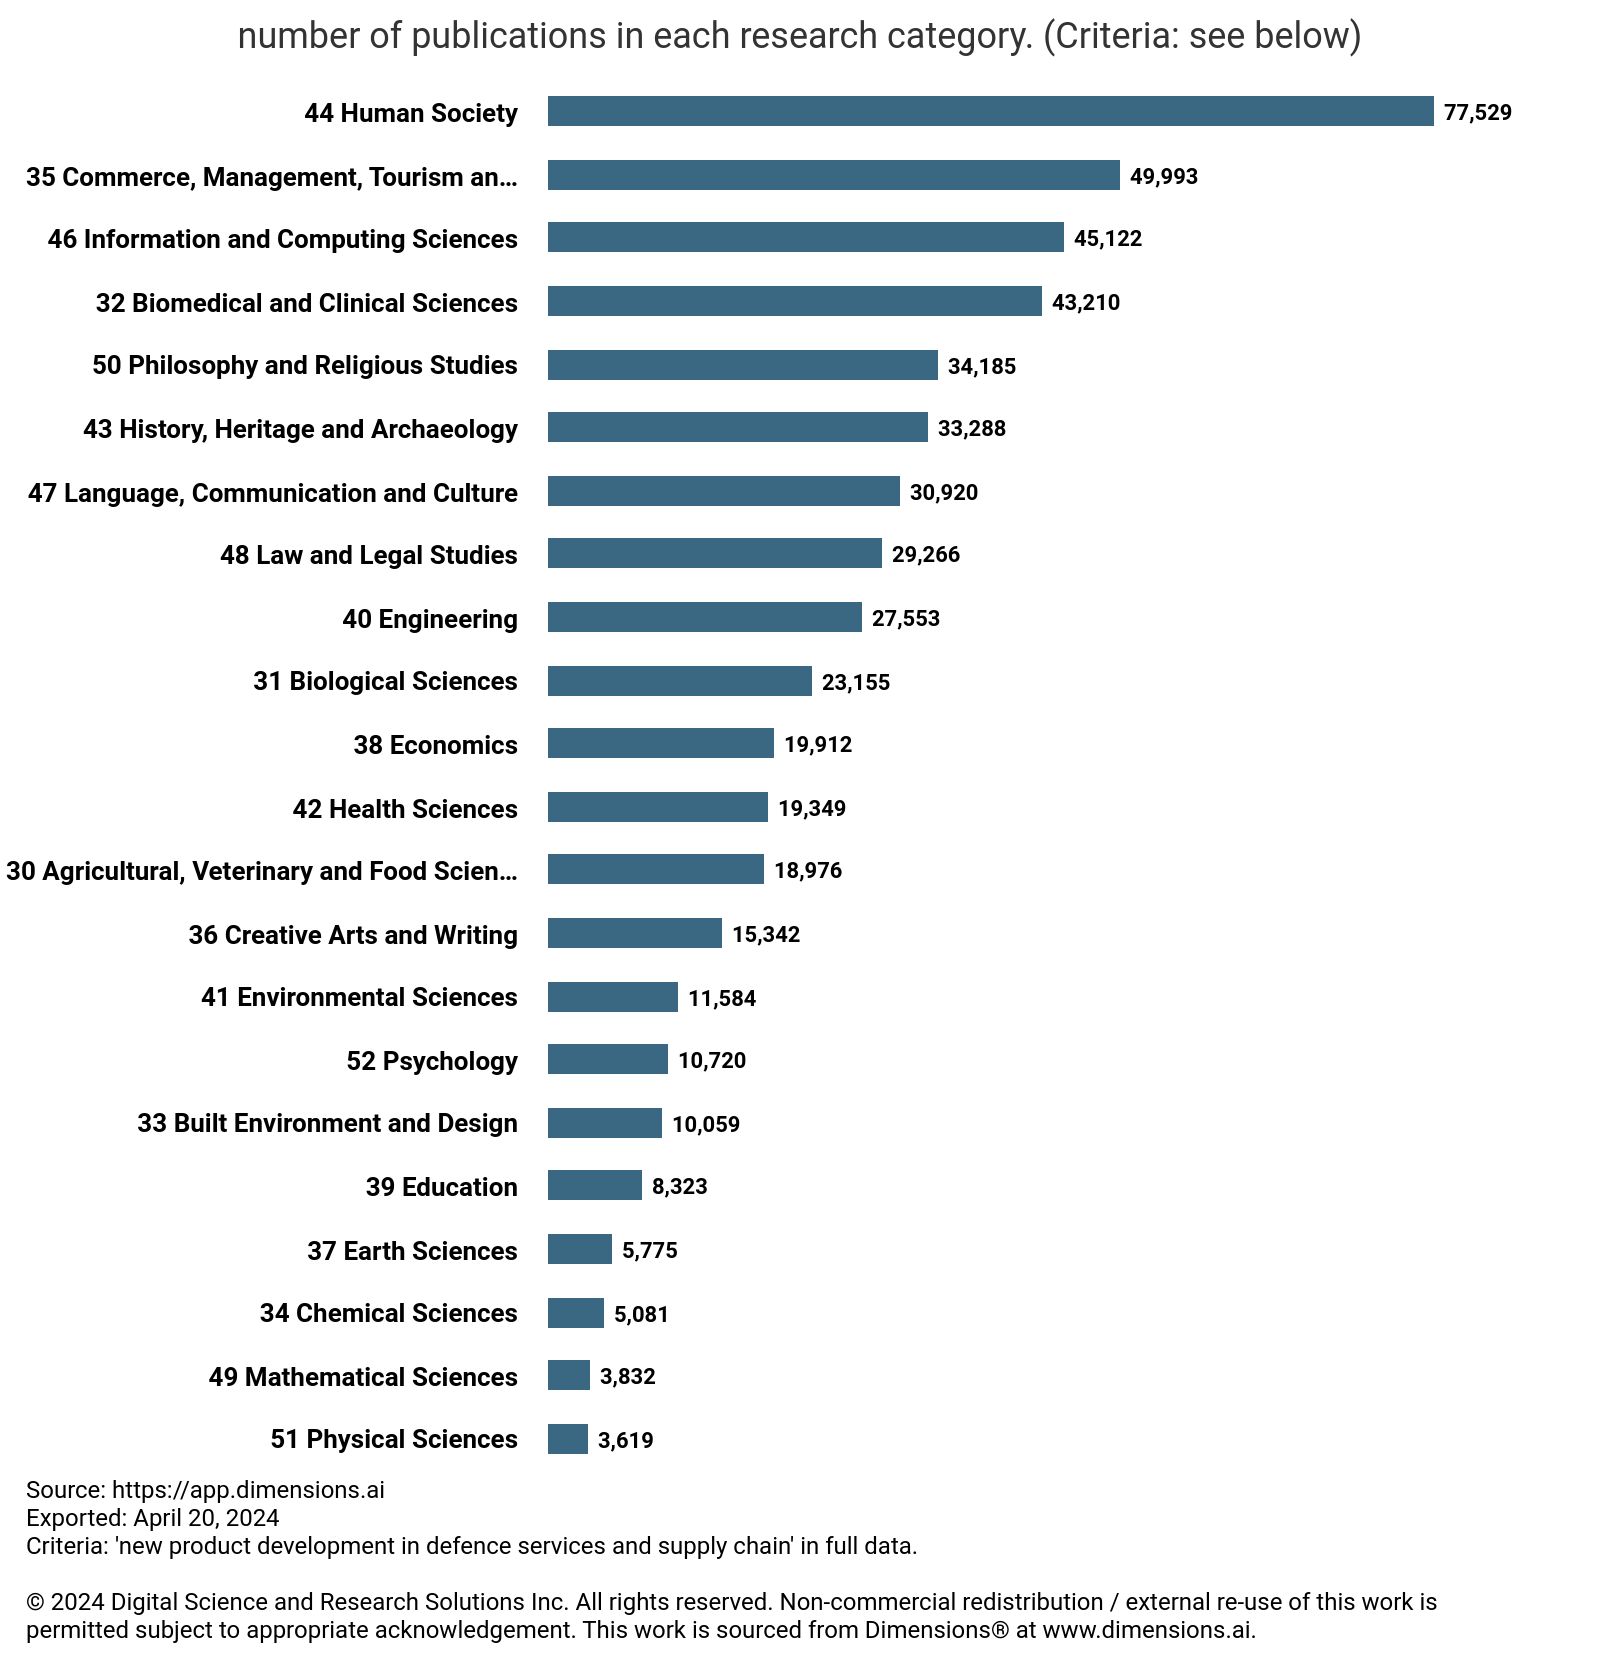 number of publications in each research category. (Criteria: see below)
44 Human Society 77,529
35 Commerce, Management, Tourism an... 49,993
46 Information and Computing Sciences 45,122
32 Biomedical and Clinical Sciences 43,210
50 Philosophy and Religious Studies 34,185
43 History, Heritage and Archaeology 33,288
47 Language, Communication and Culture 30,920
48 Law and Legal Studies 29,266
40 Engineering 27,553
31 Biological Sciences 23,155
38 Economics 19,912
42 Health Sciences 19,349
30 Agricultural, Veterinary and Food Scien... 18,976
36 Creative Arts and Writing 15,342
41 Environmental Sciences 11,584
52 Psychology 10,720
33 Built Environment and Design 10,059
39 Education 8,323
37 Earth Sciences 5,775
34 Chemical Sciences 5,081
49 Mathematical Sciences 3,832
51 Physical Sciences 3,619
Source: https://app.dimensions.ai
Exported: April 20, 2024
Criteria: 'new product development in defence services and supply chain' in full data.
© 2024 Digital Science and Research Solutions Inc. All rights reserved. Non-commercial redistribution / external re-use of this work is
permitted subject to appropriate acknowledgement. This work is sourced from Dimensions® at www.dimensions.ai.